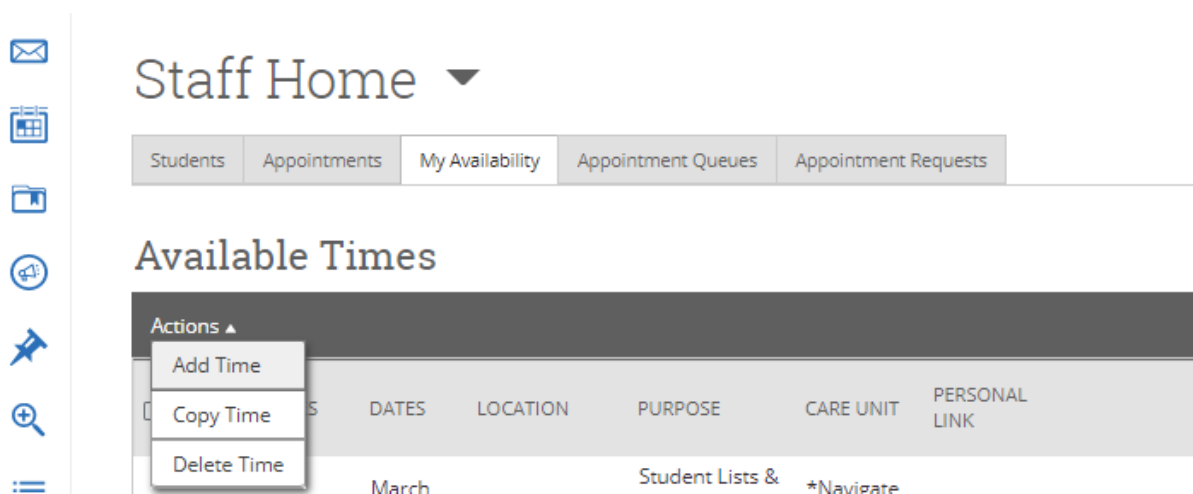 Staff Home
Students Appointments My Availability Appointment Queues Appointment Requests
Available Times
Actions
Add Time
Copy Time
Delete Time
DATES LOCATION PURPOSE CARE UNIT PERSONAL LINK
March Student Lists & *Navigate